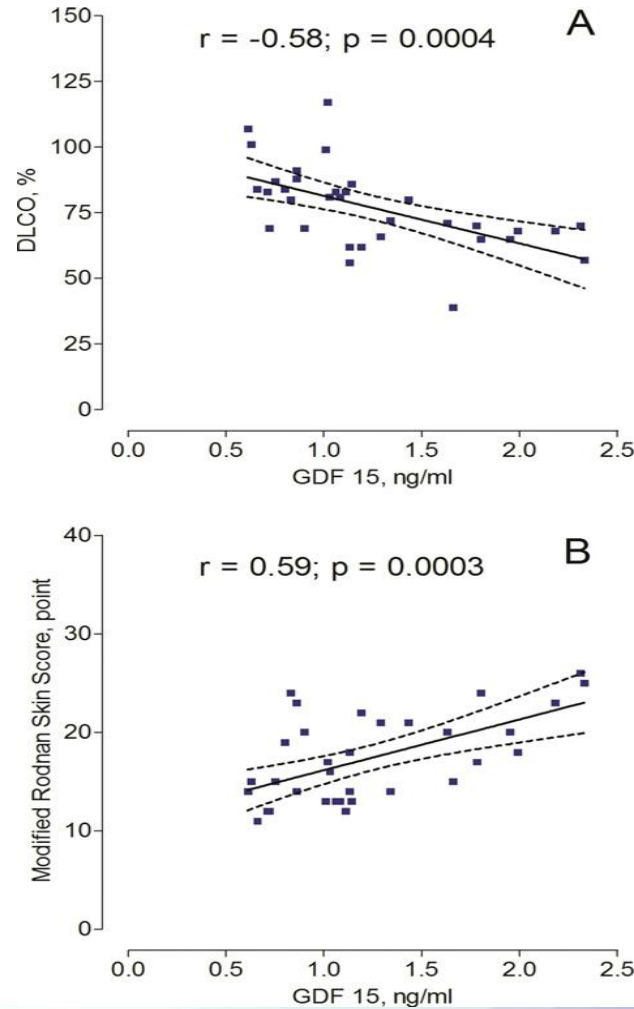 150
A
r = -0.58; p = 0.0004
125
100
DLCO, %
75
50
25
0
0.0 0.5 1.0 1.5 2.0 2.5
GDF 15, ng/ml
40
B
r = 0.59; p = 0.0003
30
Modified Rodnan Skin Score, point
20
10
0
0.0 0.5 1.0 1.5 2.0 2.5
GDF 15, ng/ml